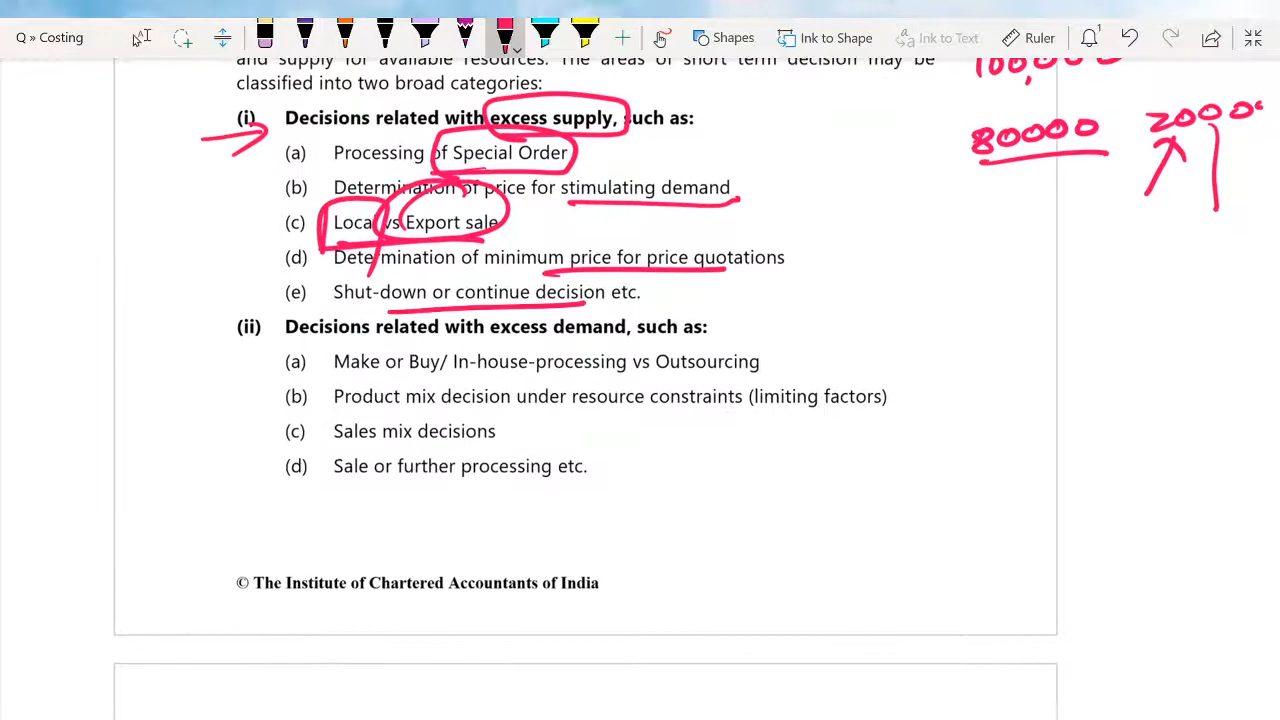 Q » Costing
Shapes
Ink to Shape
Ink to Text
Ruler
and supply for available resources. The areas of short term decision may be
100,000
classified into two broad categories:
(i) Decisions related with excess supply, such as:
80000 20000
(a) Processing of Special Order
(b) Determination of price for stimulating demand
(c) Local vs Export sale
(d) Determination of minimum price for price quotations
(e) Shut-down or continue decision etc.
(ii) Decisions related with excess demand, such as:
(a) Make or Buy/ In-house-processing vs Outsourcing
(b) Product mix decision under resource constraints (limiting factors)
(c) Sales mix decisions
(d) Sale or further processing etc.
© The Institute of Chartered Accountants of India